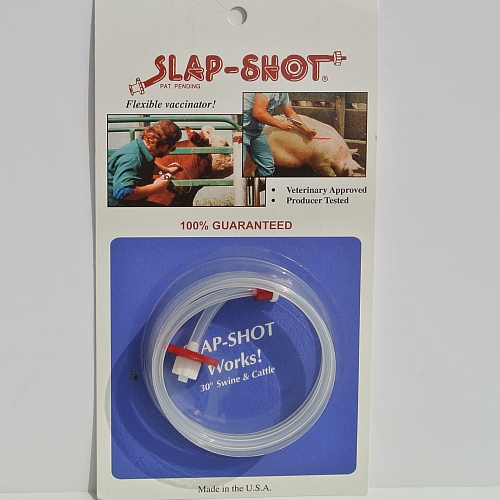 SLAP-SHOT®
PAT. PENDING
Flexible vaccinator!
• Veterinary Approved
• Producer Tested
100% GUARANTEED
AP-SHOT
Works!
30" Swine & Cattle
Made in the U.S.A.